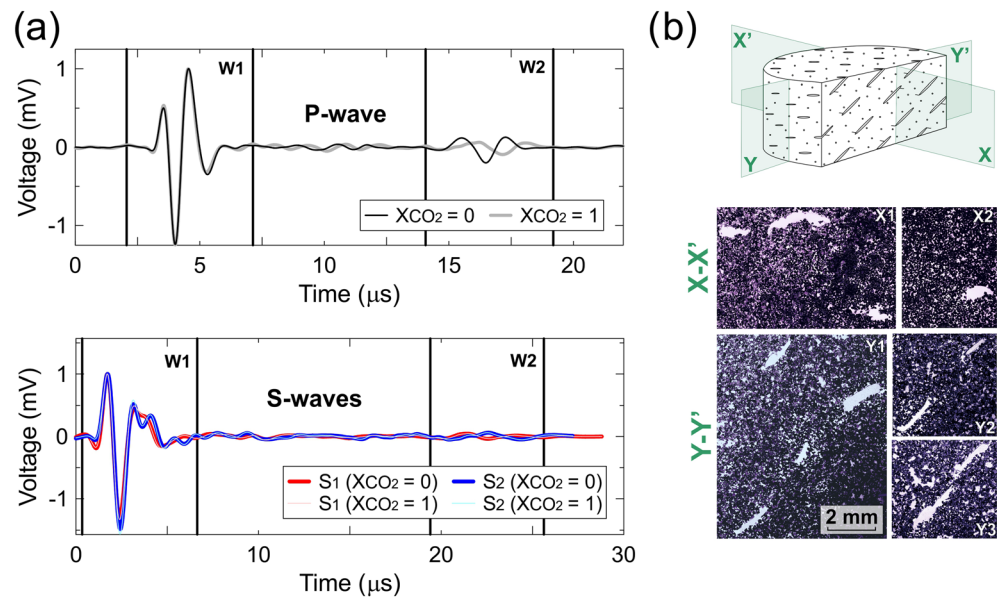 (a)
1
0
-1
Voltage (mV)
W1
W2
P-wave
XCO2 = 0
XCO2 = 1
0
5
10
15
20
Time (μs)
1
0
-1
Voltage (mV)
W1
W2
S-waves
S1 (XCO2 = 0)
S2 (XCO2 = 0)
S1 (XCO2 = 1)
S2 (XCO2 = 1)
0
10
20
30
Time (μs)
(b)
X'
Y'
Y
X
X-X'
X1
X2
Y-Y'
Y1
Y2
Y3
2 mm